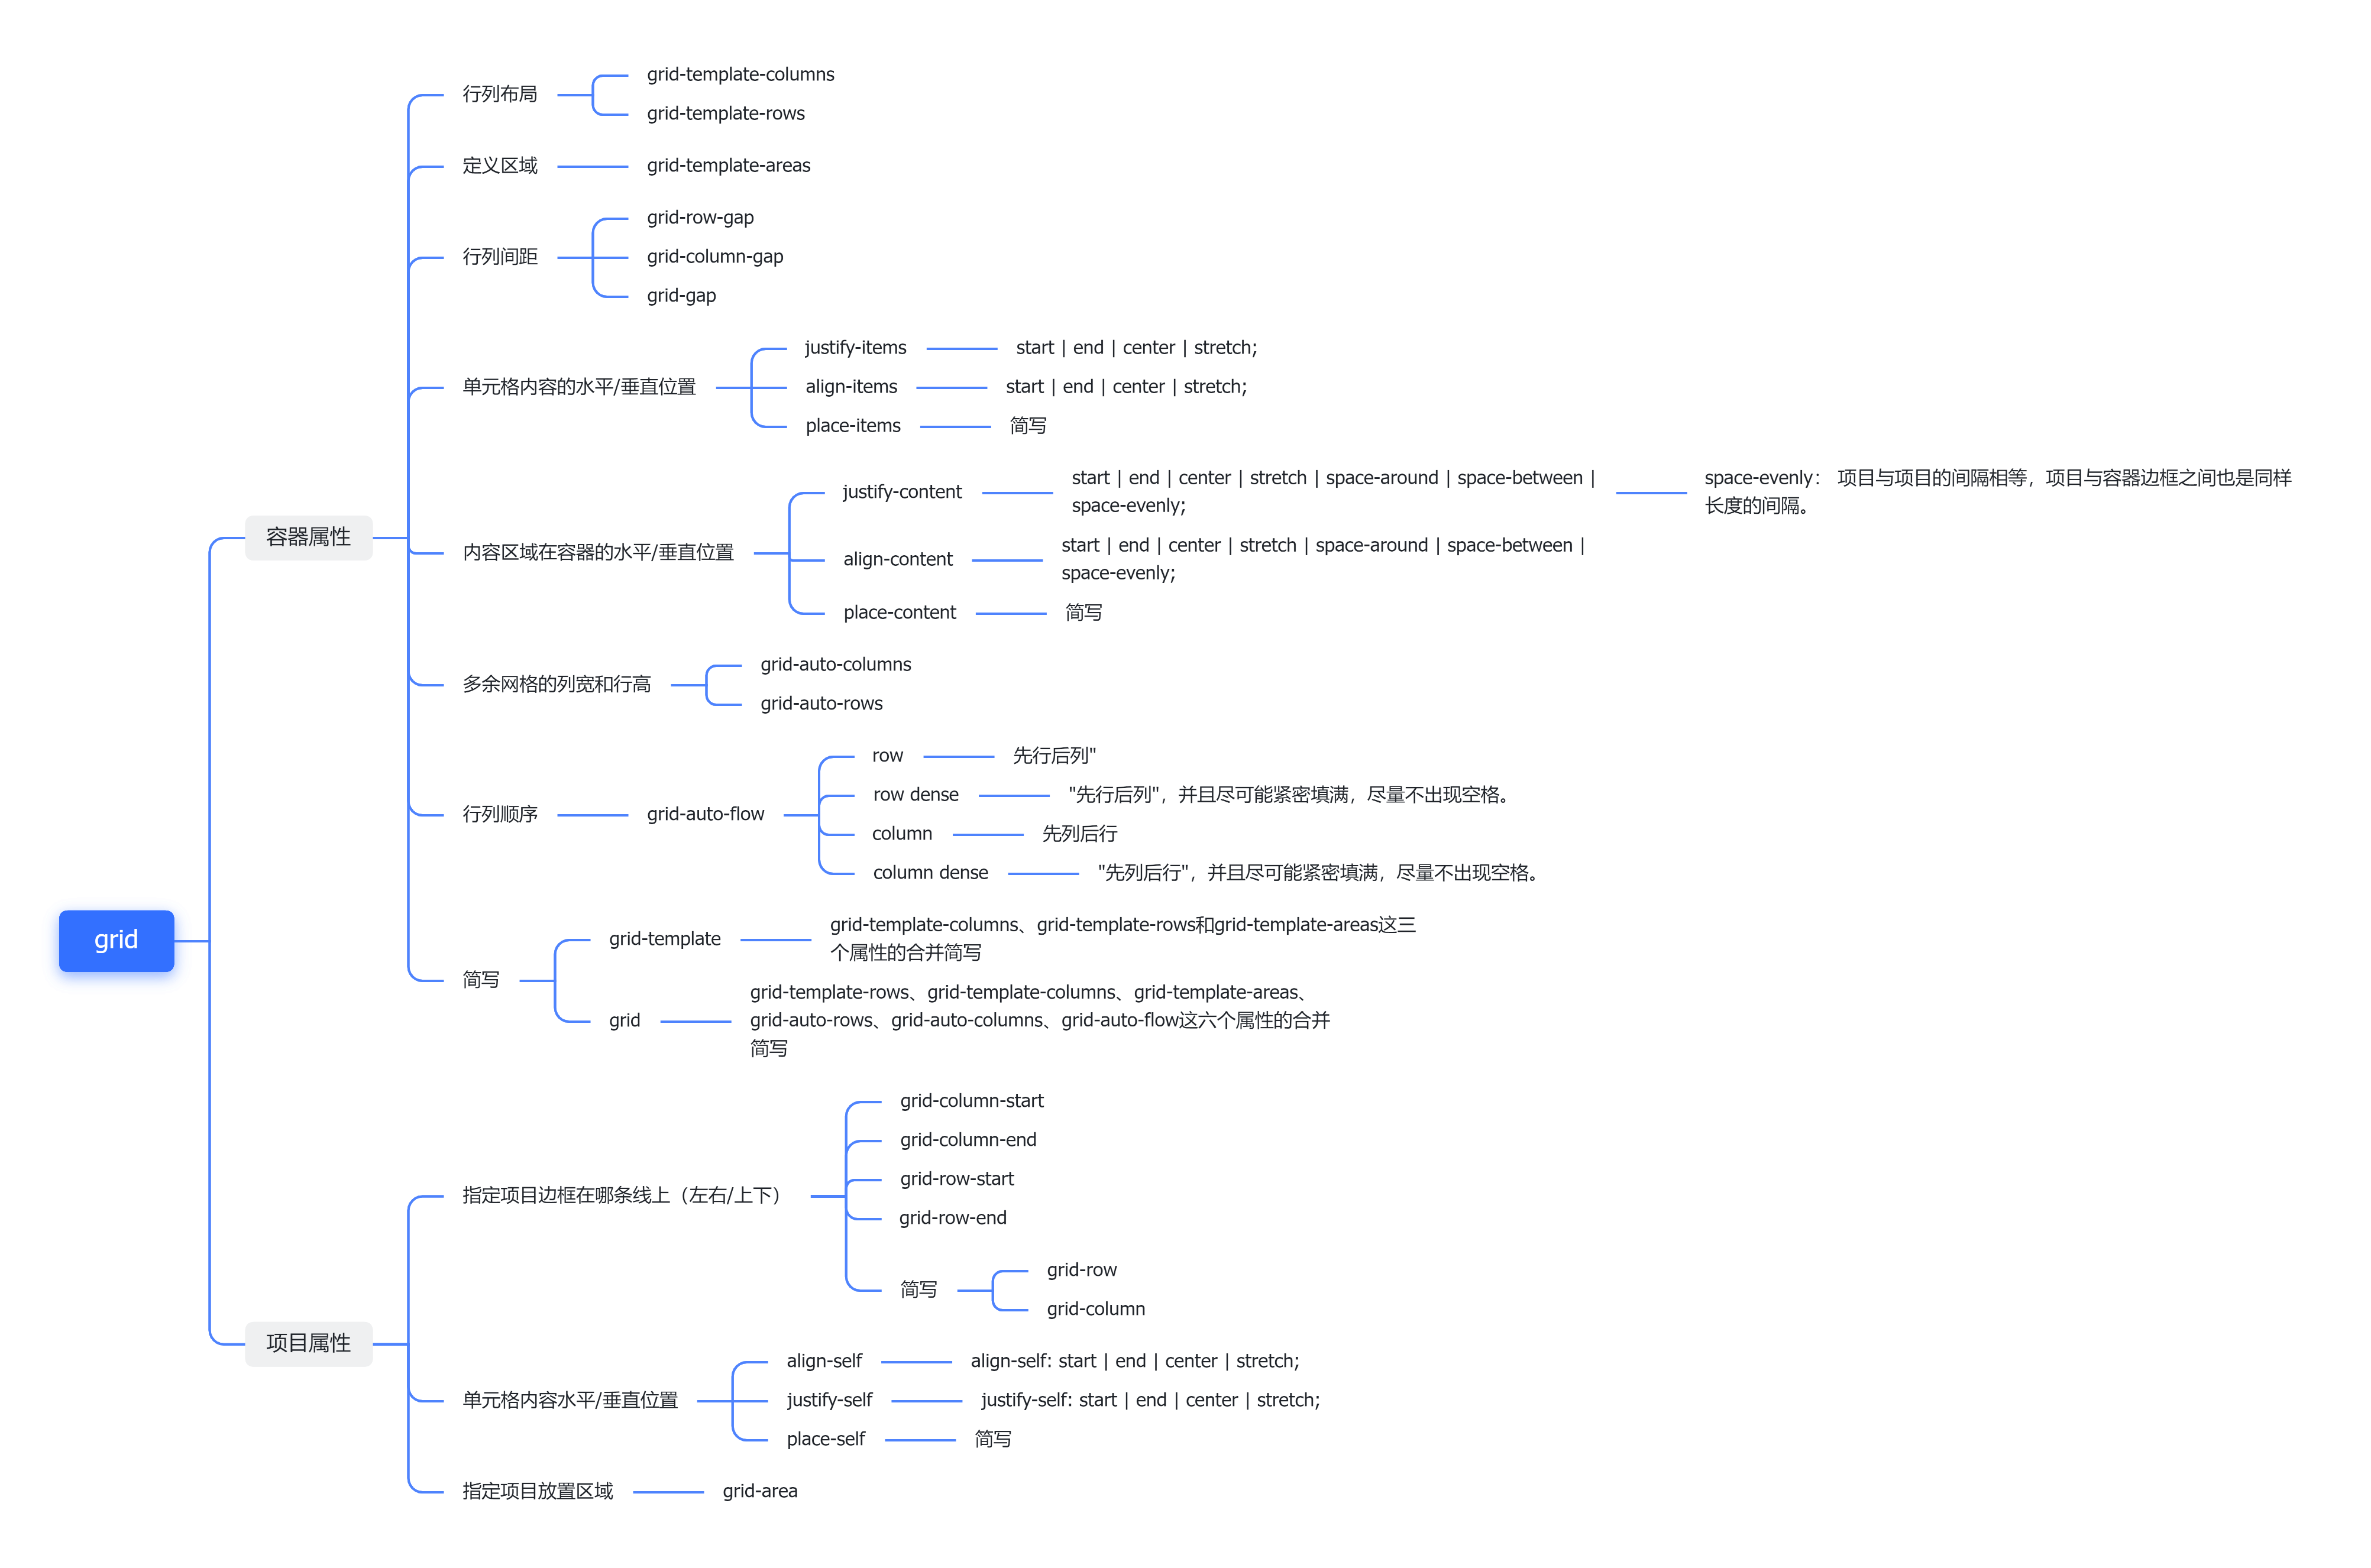 grid
容器属性
行列布局
grid-template-columns
grid-template-rows
定义区域
grid-template-areas
行列间距
grid-row-gap
grid-column-gap
grid-gap
单元格内容的水平/垂直位置
justify-items
start | end | center | stretch;
align-items
start | end | center | stretch;
place-items
简写
内容区域在容器的水平/垂直位置
justify-content
start | end | center | stretch | space-around | space-between |
space-evenly;
space-evenly： 项目与项目的间隔相等，项目与容器边框之间也是同样
长度的间隔。
align-content
start | end | center | stretch | space-around | space-between |
space-evenly;
place-content
简写
多余网格的列宽和行高
grid-auto-columns
grid-auto-rows
行列顺序
grid-auto-flow
row
先行后列"
row dense
"先行后列"，并且尽可能紧密填满，尽量不出现空格。
column
先列后行
column dense
"先列后行"，并且尽可能紧密填满，尽量不出现空格。
简写
grid-template
grid-template-columns、grid-template-rows和grid-template-areas这三
个属性的合并简写
grid
grid-template-rows、grid-template-columns、grid-template-areas、
grid-auto-rows、grid-auto-columns、grid-auto-flow这六个属性的合并
简写
项目属性
指定项目边框在哪条线上（左右/上下）
grid-column-start
grid-column-end
grid-row-start
grid-row-end
简写
grid-row
grid-column
单元格内容水平/垂直位置
align-self
align-self: start | end | center | stretch;
justify-self
justify-self: start | end | center | stretch;
place-self
简写
指定项目放置区域
grid-area